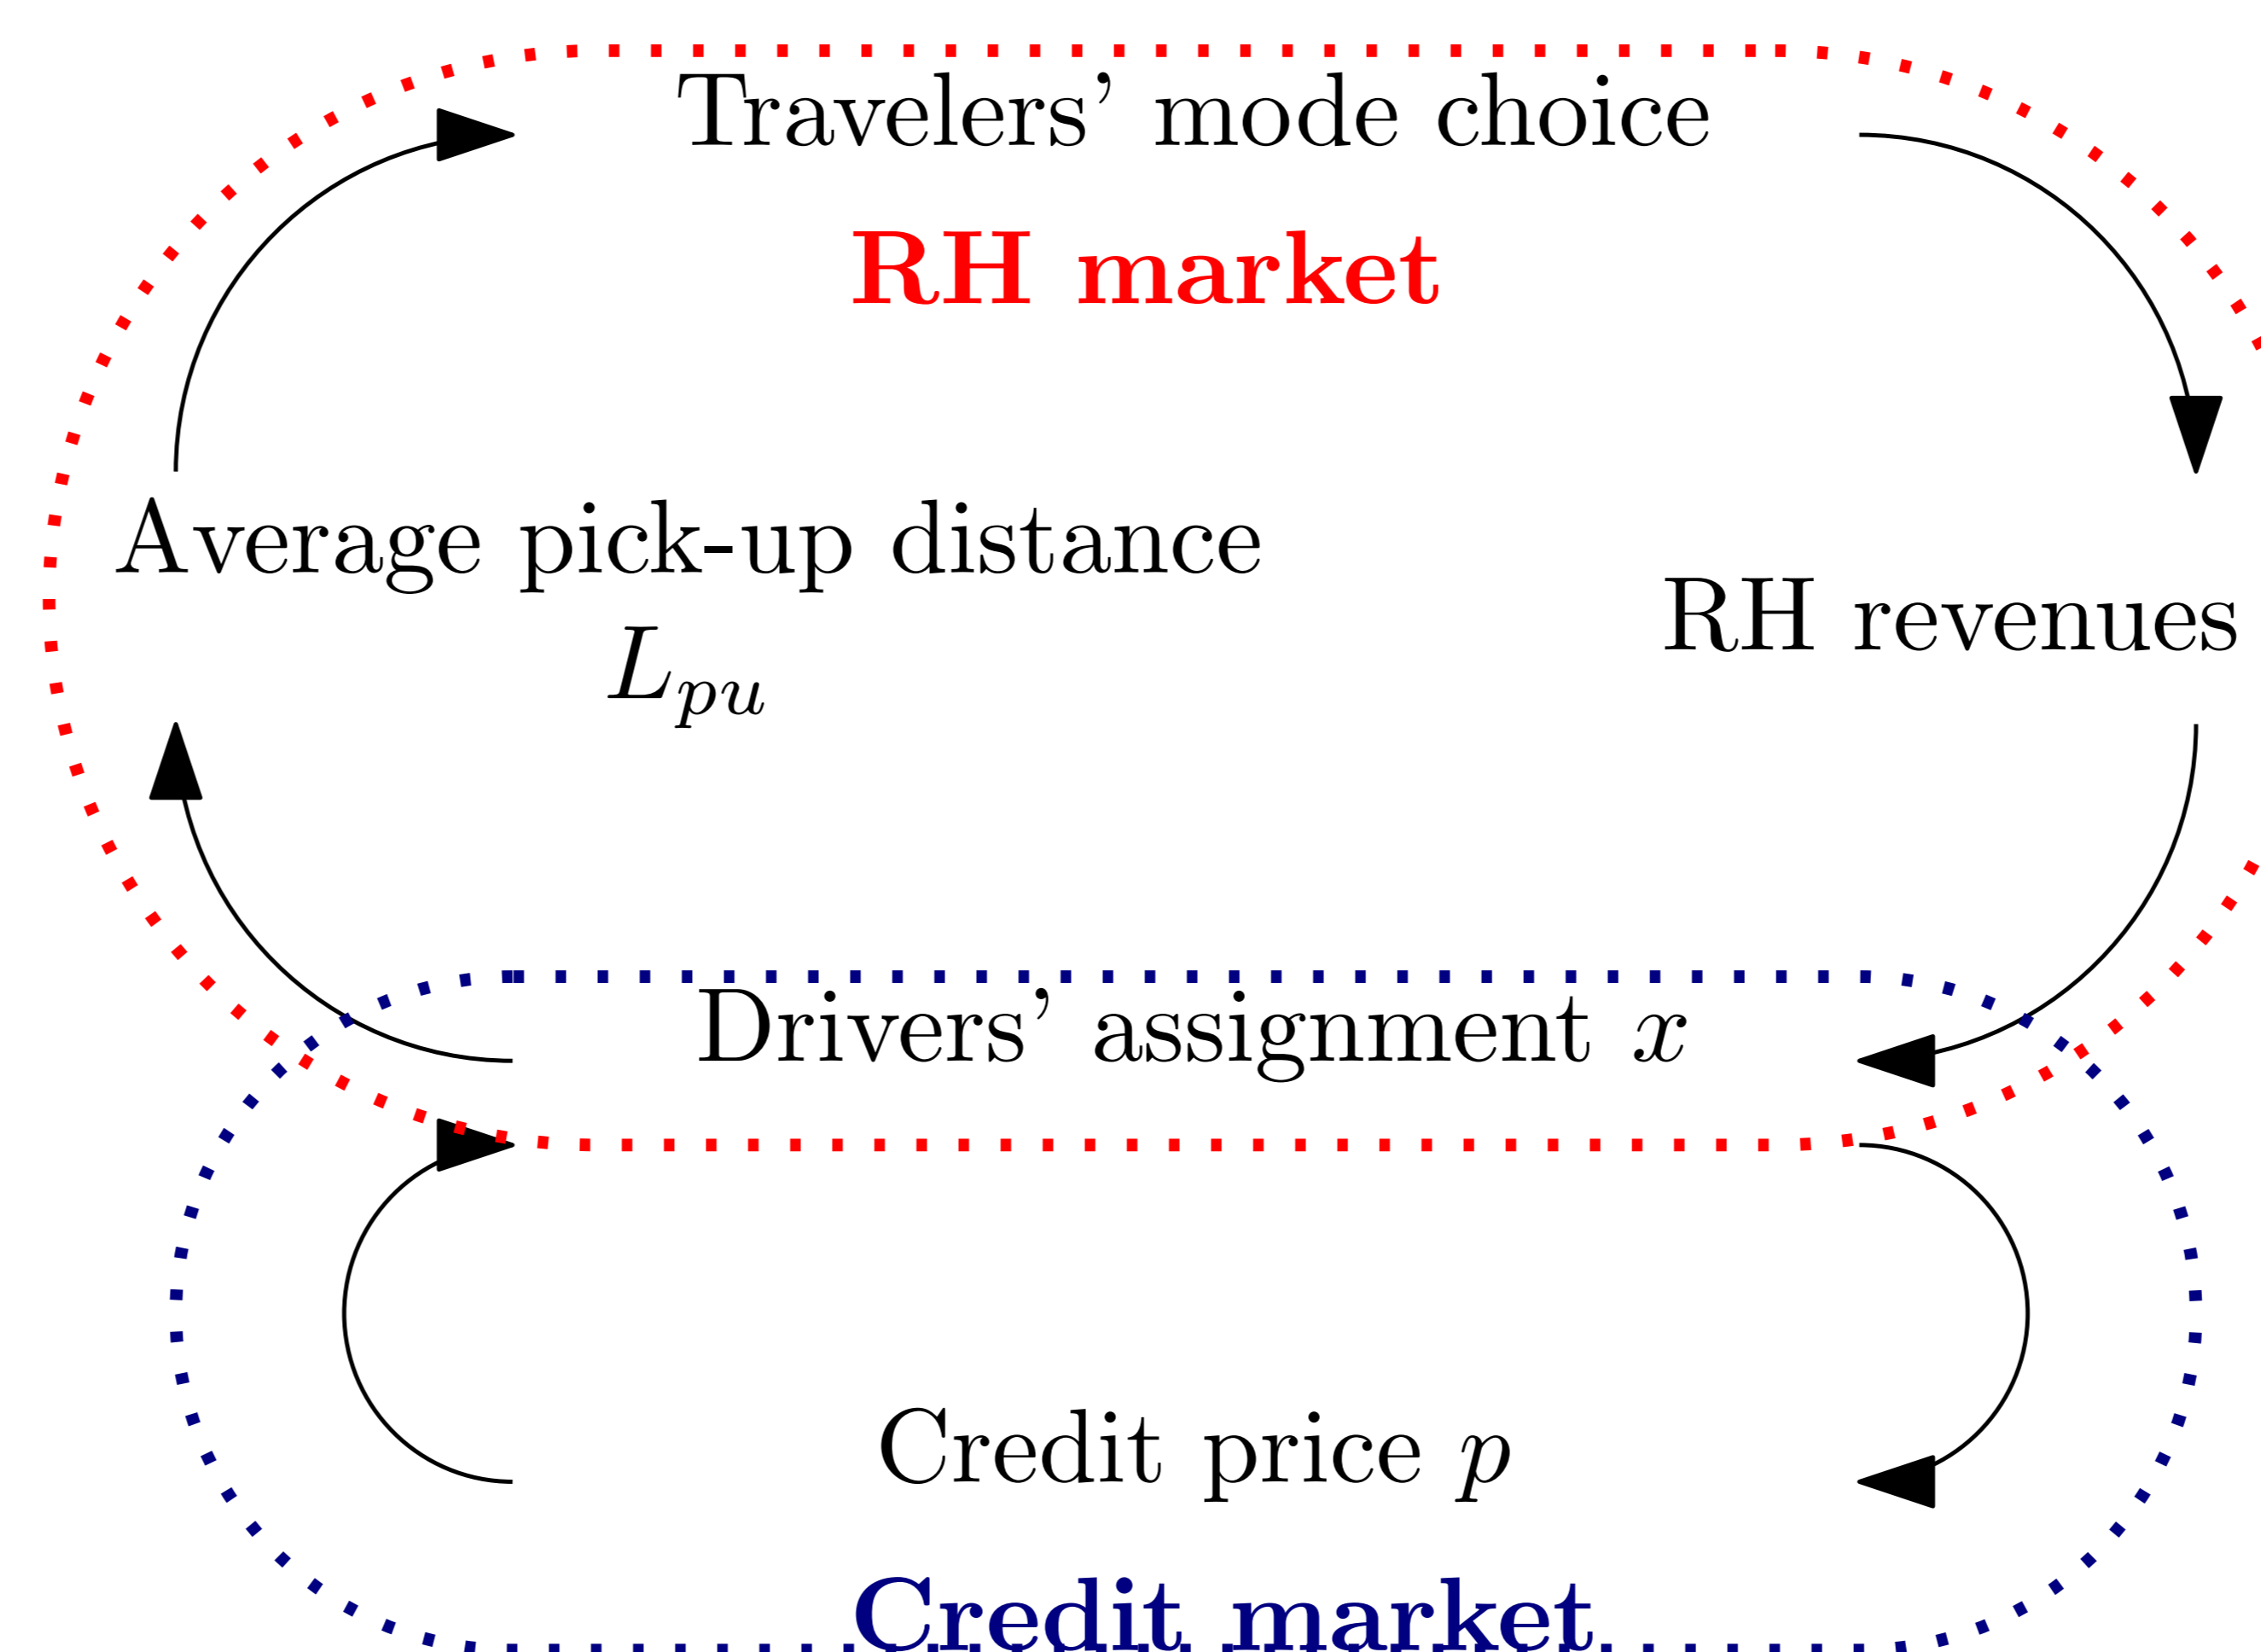 Travelers’ mode choice
RH market
Average pick-up distance
L_{pu}
RH revenues
Drivers’ assignment x
Credit price p
Credit market